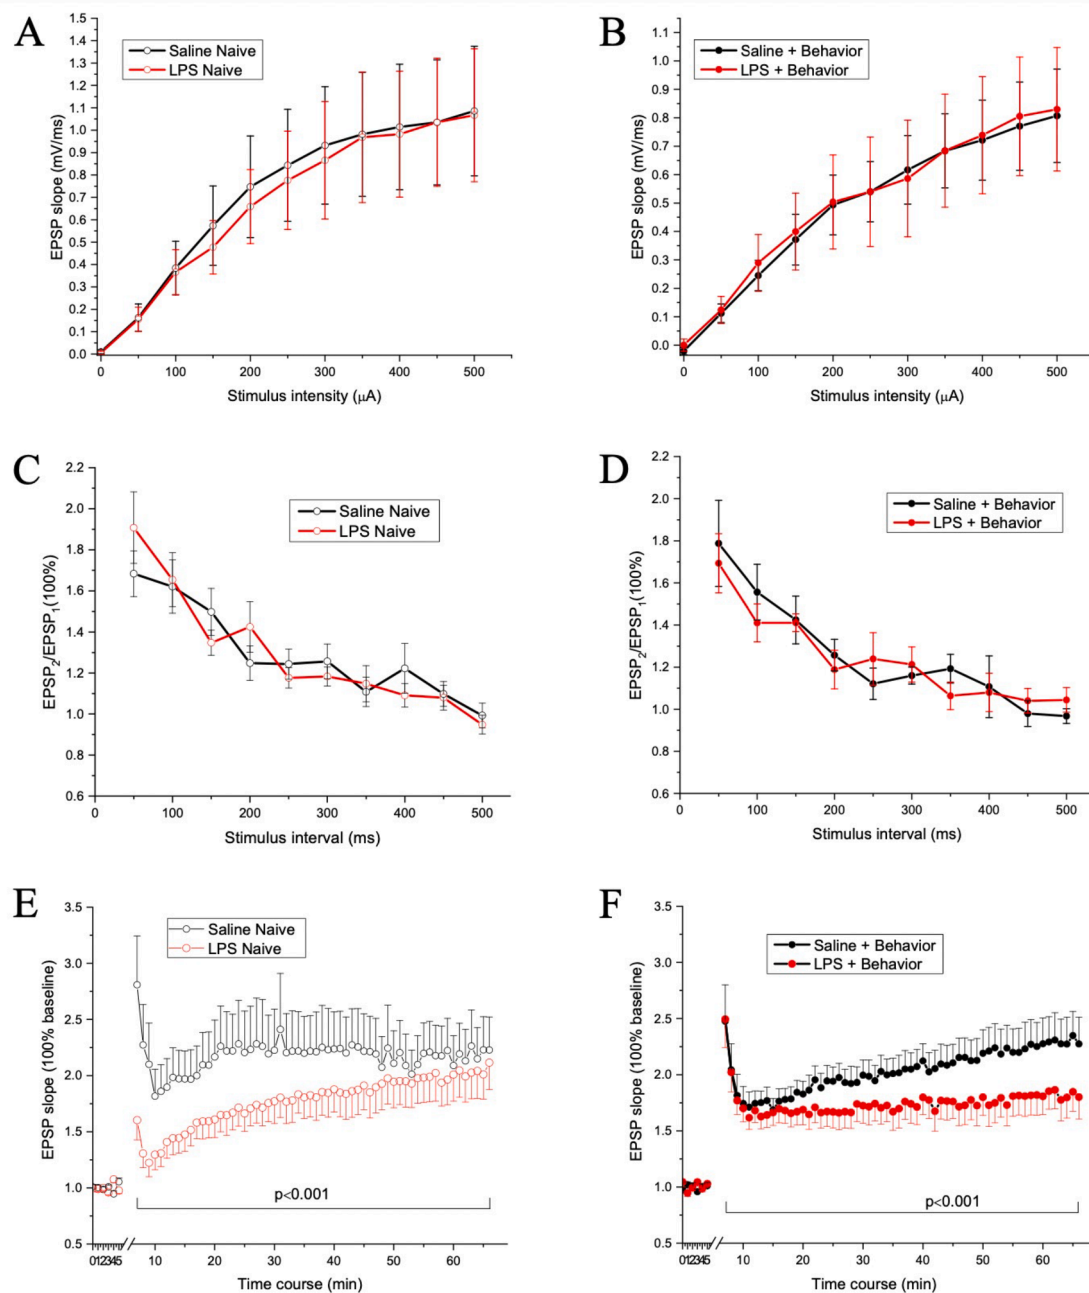 A
1.5
1.4
1.3
1.2
1.1
1.0
0.9
0.8
0.7
0.6
0.5
0.4
0.3
0.2
0.1
0.0
EPSP slope (mV/ms)
Saline Naive
LPS Naive
0 100 200 300 400 500
Stimulus intensity (μA)
B
1.1
1.0
0.9
0.8
0.7
0.6
0.5
0.4
0.3
0.2
0.1
0.0
EPSP slope (mV/ms)
Saline + Behavior
LPS + Behavior
0 100 200 300 400 500
Stimulus intensity (μA)
C
2.2
2.0
1.8
1.6
1.4
1.2
1.0
0.8
0.6
EPSP2/EPSP1(100%)
Saline Naive
LPS Naive
0 100 200 300 400 500
Stimulus interval (ms)
D
2.2
2.0
1.8
1.6
1.4
1.2
1.0
0.8
0.6
EPSP2/EPSP1(100%)
Saline + Behavior
LPS + Behavior
0 100 200 300 400 500
Stimulus interval (ms)
E
3.5
3.0
2.5
2.0
1.5
1.0
0.5
EPSP slope (100% baseline)
Saline Naive
LPS Naive
p<0.001
012345 10 20 30 40 50 60
Time course (min)
F
3.5
3.0
2.5
2.0
1.5
1.0
0.5
EPSP slope (100% baseline)
Saline + Behavior
LPS + Behavior
p<0.001
012345 10 20 30 40 50 60
Time course (min)